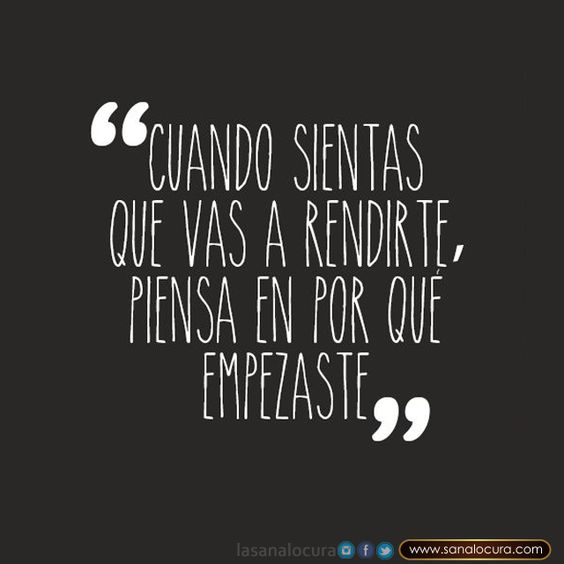 “CUANDO SIENTAS
QUE VAS A RENDIRTE,
PIENSA EN POR QUÉ
EMPEZASTE”
lasanalocura www.sanalocura.com